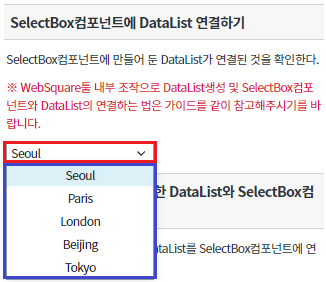 SelectBox컴포넌트에 DataList 연결하기
SelectBox컴포넌트에 만들어 둔 DataList가 연결된 것을 확인한다.
※ WebSquare툴 내부 조작으로 DataList생성 및 SelectBox컴포
넌트와 DataList의 연결하는 법은 가이드를 같이 참고해주시기를 바
랍니다.
Seoul
Seoul
Paris
한 DataList와 SelectBox컴
London
Beijing
DataList를 SelectBox컴포넌트에 연
Tokyo